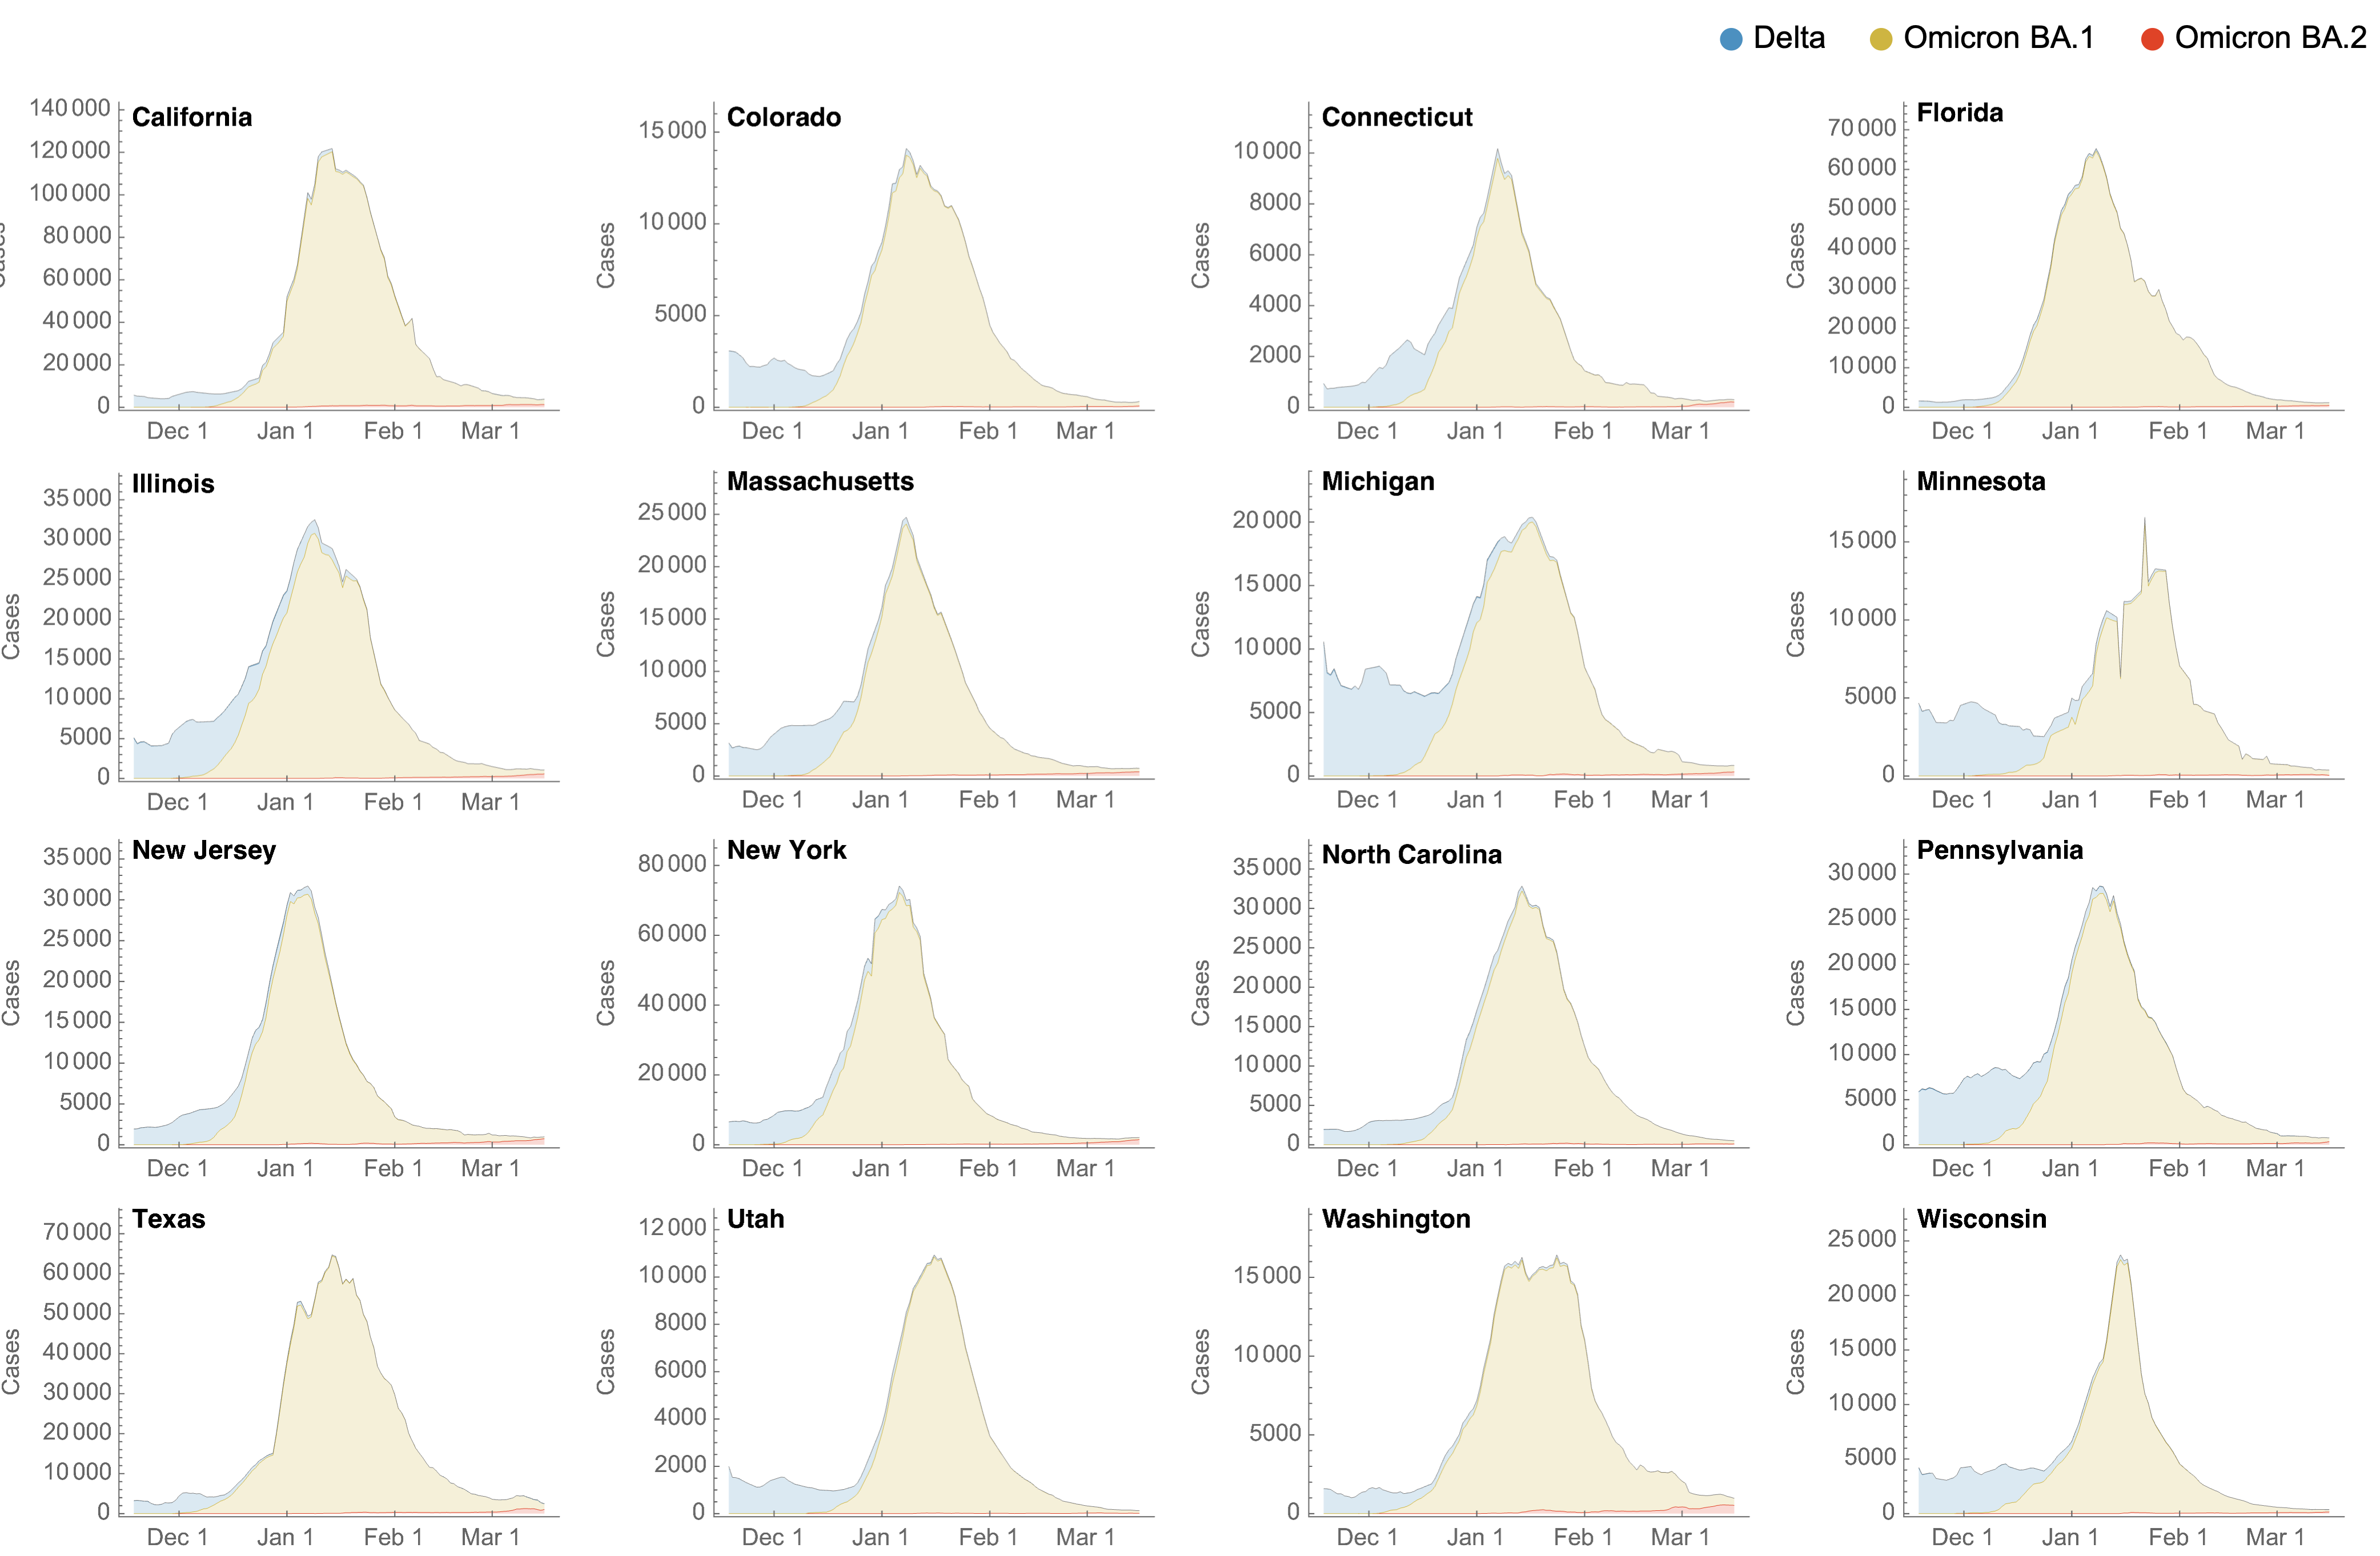 Delta Omicron BA.1 Omicron BA.2
California
140 000
120 000
100 000
80 000
60 000
40 000
20 000
0
Cases
Dec 1 Jan 1 Feb 1 Mar 1
Colorado
15 000
10 000
5000
0
Cases
Dec 1 Jan 1 Feb 1 Mar 1
Connecticut
10 000
8000
6000
4000
2000
0
Cases
Dec 1 Jan 1 Feb 1 Mar 1
Florida
70 000
60 000
50 000
40 000
30 000
20 000
10 000
0
Cases
Dec 1 Jan 1 Feb 1 Mar 1
Illinois
35 000
30 000
25 000
20 000
15 000
10 000
5000
0
Cases
Dec 1 Jan 1 Feb 1 Mar 1
Massachusetts
25 000
20 000
15 000
10 000
5000
0
Cases
Dec 1 Jan 1 Feb 1 Mar 1
Michigan
20 000
15 000
10 000
5000
0
Cases
Dec 1 Jan 1 Feb 1 Mar 1
Minnesota
15 000
10 000
5000
0
Cases
Dec 1 Jan 1 Feb 1 Mar 1
New Jersey
35 000
30 000
25 000
20 000
15 000
10 000
5000
0
Cases
Dec 1 Jan 1 Feb 1 Mar 1
New York
80 000
60 000
40 000
20 000
0
Cases
Dec 1 Jan 1 Feb 1 Mar 1
North Carolina
35 000
30 000
25 000
20 000
15 000
10 000
5000
0
Cases
Dec 1 Jan 1 Feb 1 Mar 1
Pennsylvania
30 000
25 000
20 000
15 000
10 000
5000
0
Cases
Dec 1 Jan 1 Feb 1 Mar 1
Texas
70 000
60 000
50 000
40 000
30 000
20 000
10 000
0
Cases
Dec 1 Jan 1 Feb 1 Mar 1
Utah
12 000
10 000
8000
6000
4000
2000
0
Cases
Dec 1 Jan 1 Feb 1 Mar 1
Washington
15 000
10 000
5000
0
Cases
Dec 1 Jan 1 Feb 1 Mar 1
Wisconsin
25 000
20 000
15 000
10 000
5000
0
Cases
Dec 1 Jan 1 Feb 1 Mar 1